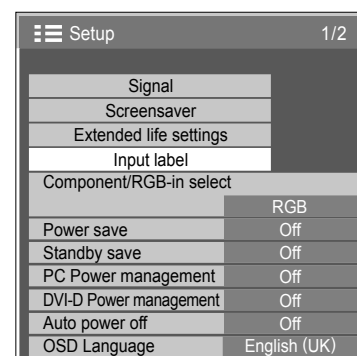 Setup 1/2
Signal
Screensaver
Extended life settings
Input label
Component/RGB-in select
RGB
Power save Off
Standby save Off
PC Power management Off
DVI-D Power management Off
Auto power off Off
OSD Language English (UK)